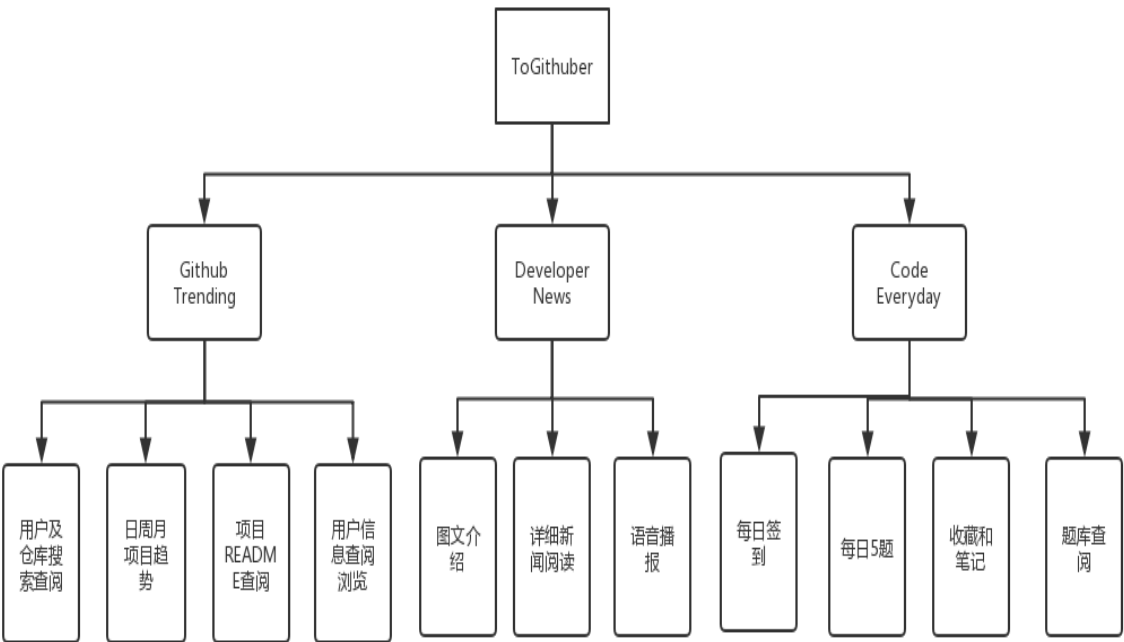 ToGithuber
Github
Trending
Developer
News
Code
Everyday
用户及
仓库搜
索查阅
日周月
项目趋
势
项目
READM
E查阅
用户信
息查阅
浏览
图文介
绍
详细新
闻阅读
语音播
报
每日签
到
每日5题
收藏和
笔记
题库查
阅